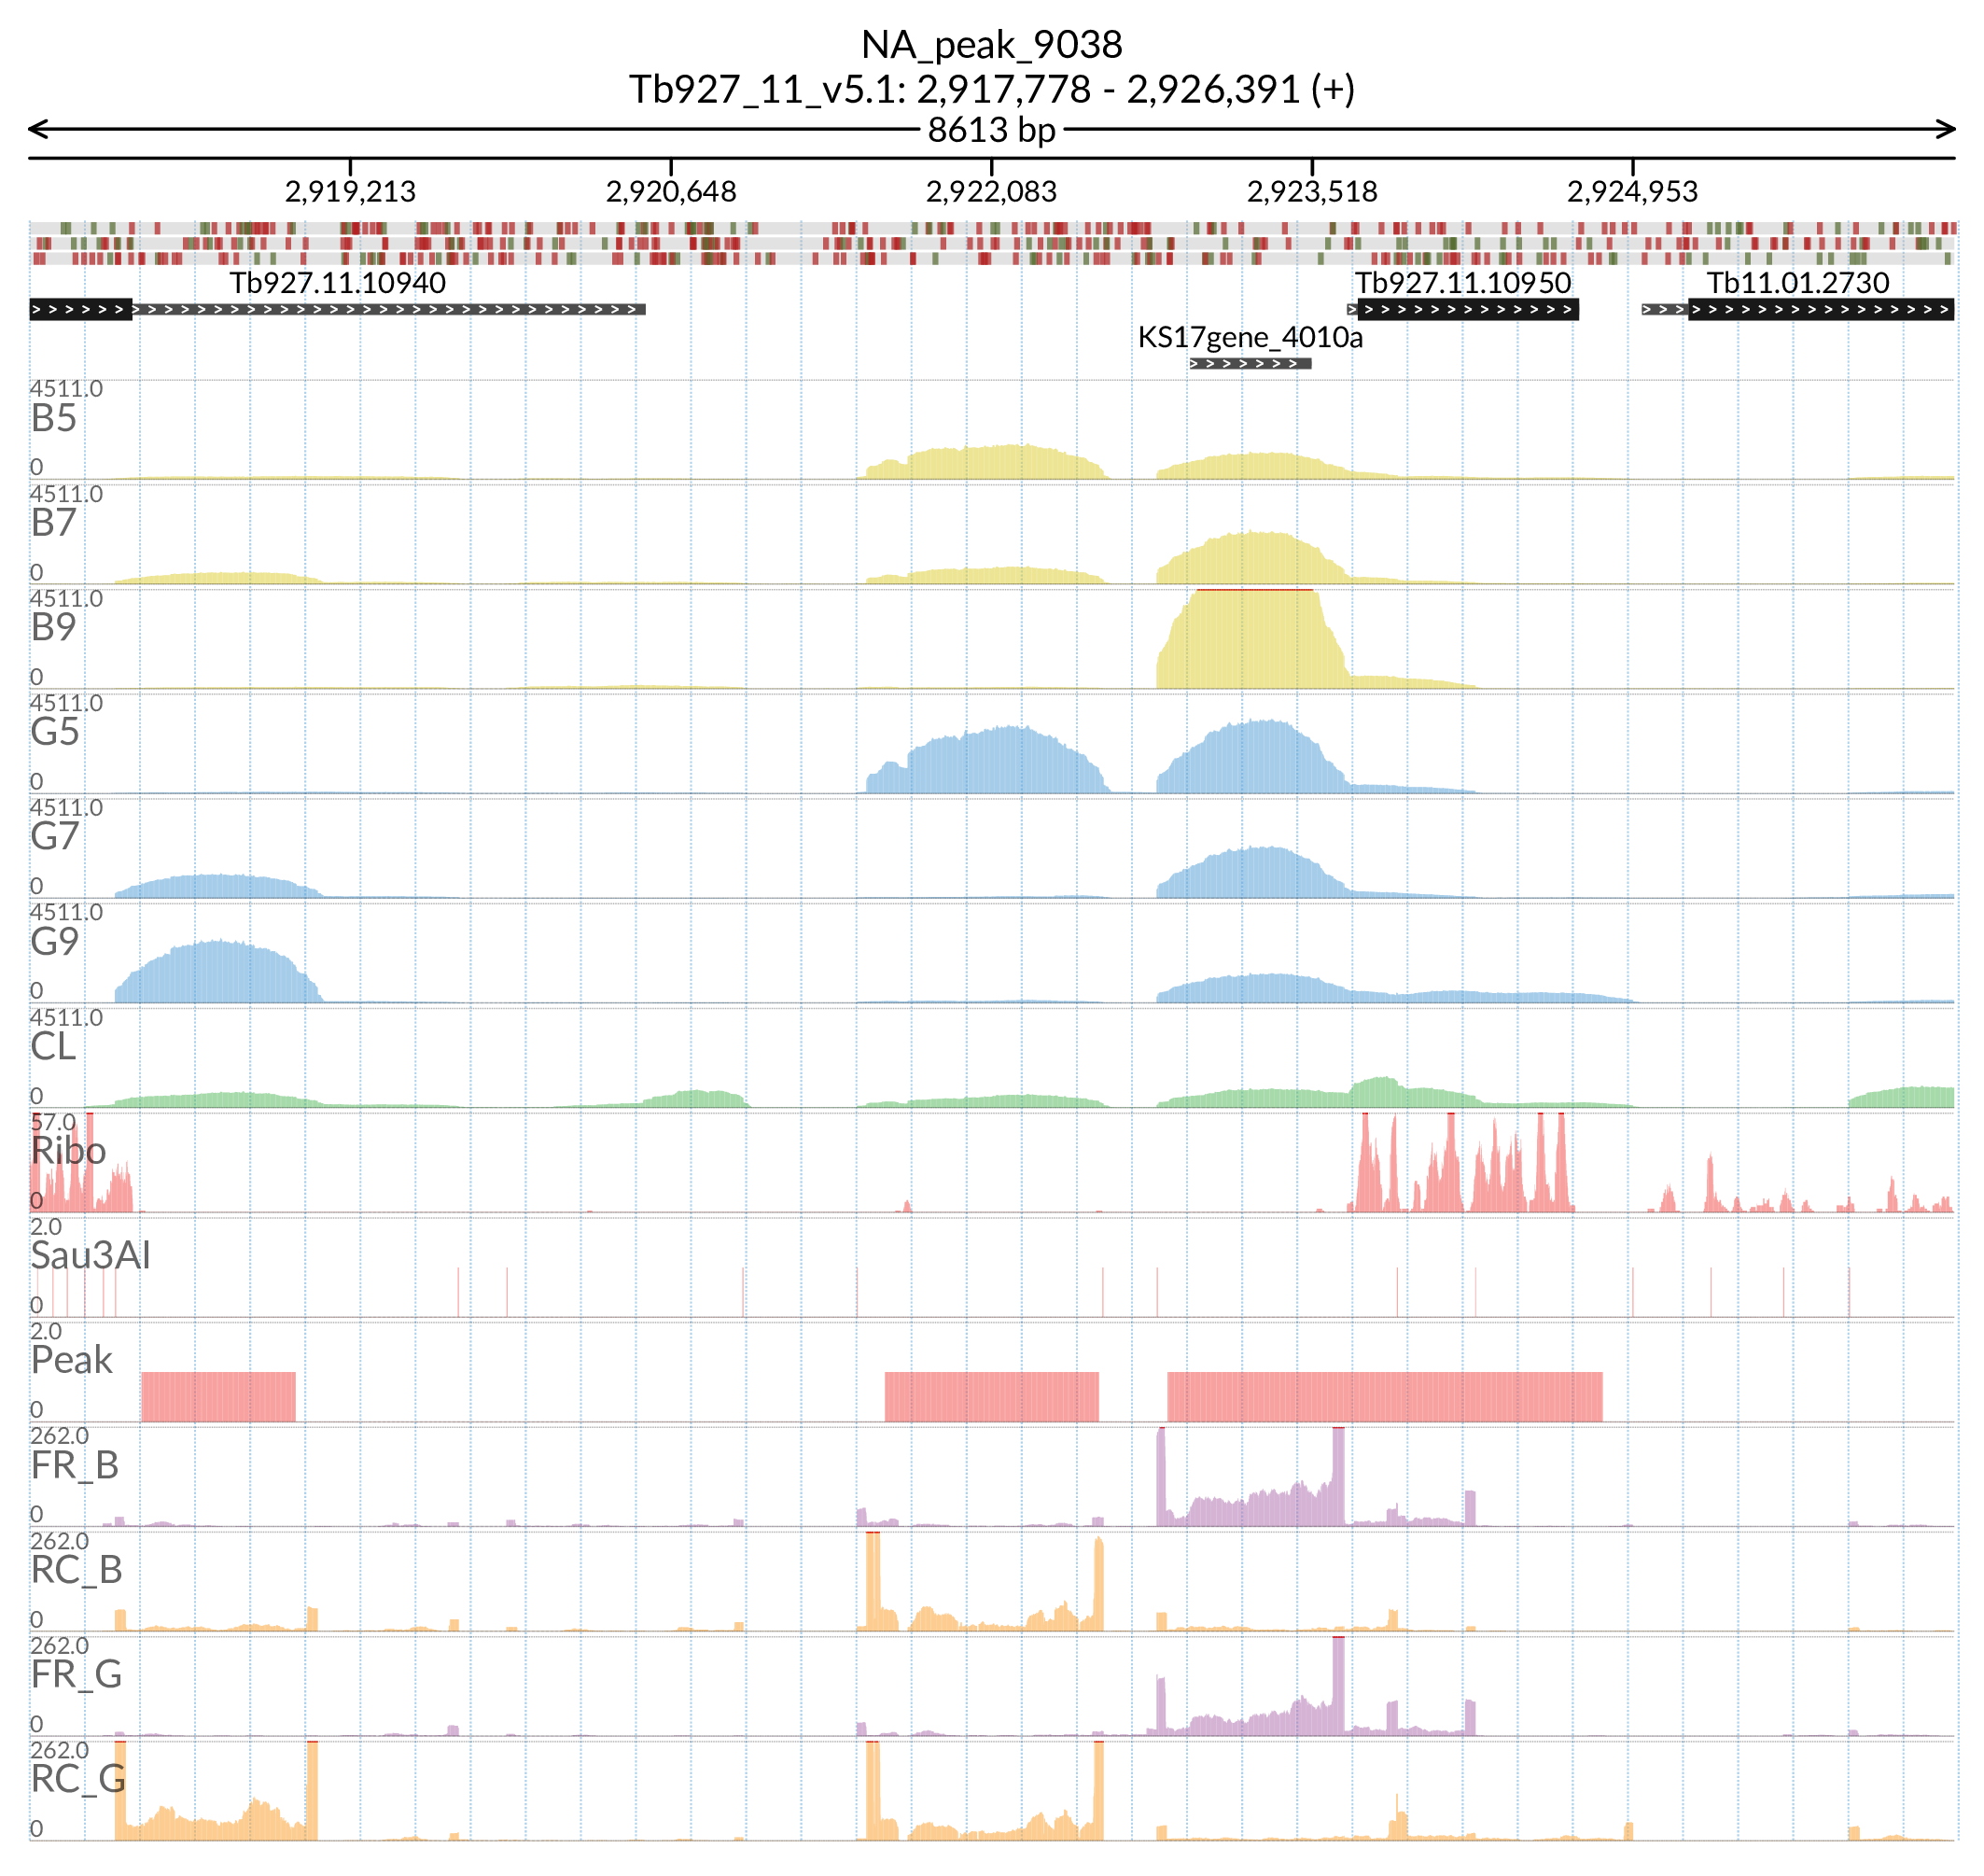 NA_peak_9038
Tb927_11_v5.1: 2,917,778 - 2,926,391 (+)
8613 bp
2,919,213 2,920,648 2,922,083 2,923,518 2,924,953
Tb927.11.10940 Tb927.11.10950 Tb11.01.2730
KS17gene_4010a
4511.0
B5
0
4511.0
B7
0
4511.0
B9
0
4511.0
G5
0
4511.0
G7
0
4511.0
G9
0
4511.0
CL
0
57.0
Ribo
0
2.0
Sau3AI
0
2.0
Peak
0
262.0
FR_B
0
262.0
RC_B
0
262.0
FR_G
0
262.0
RC_G
0